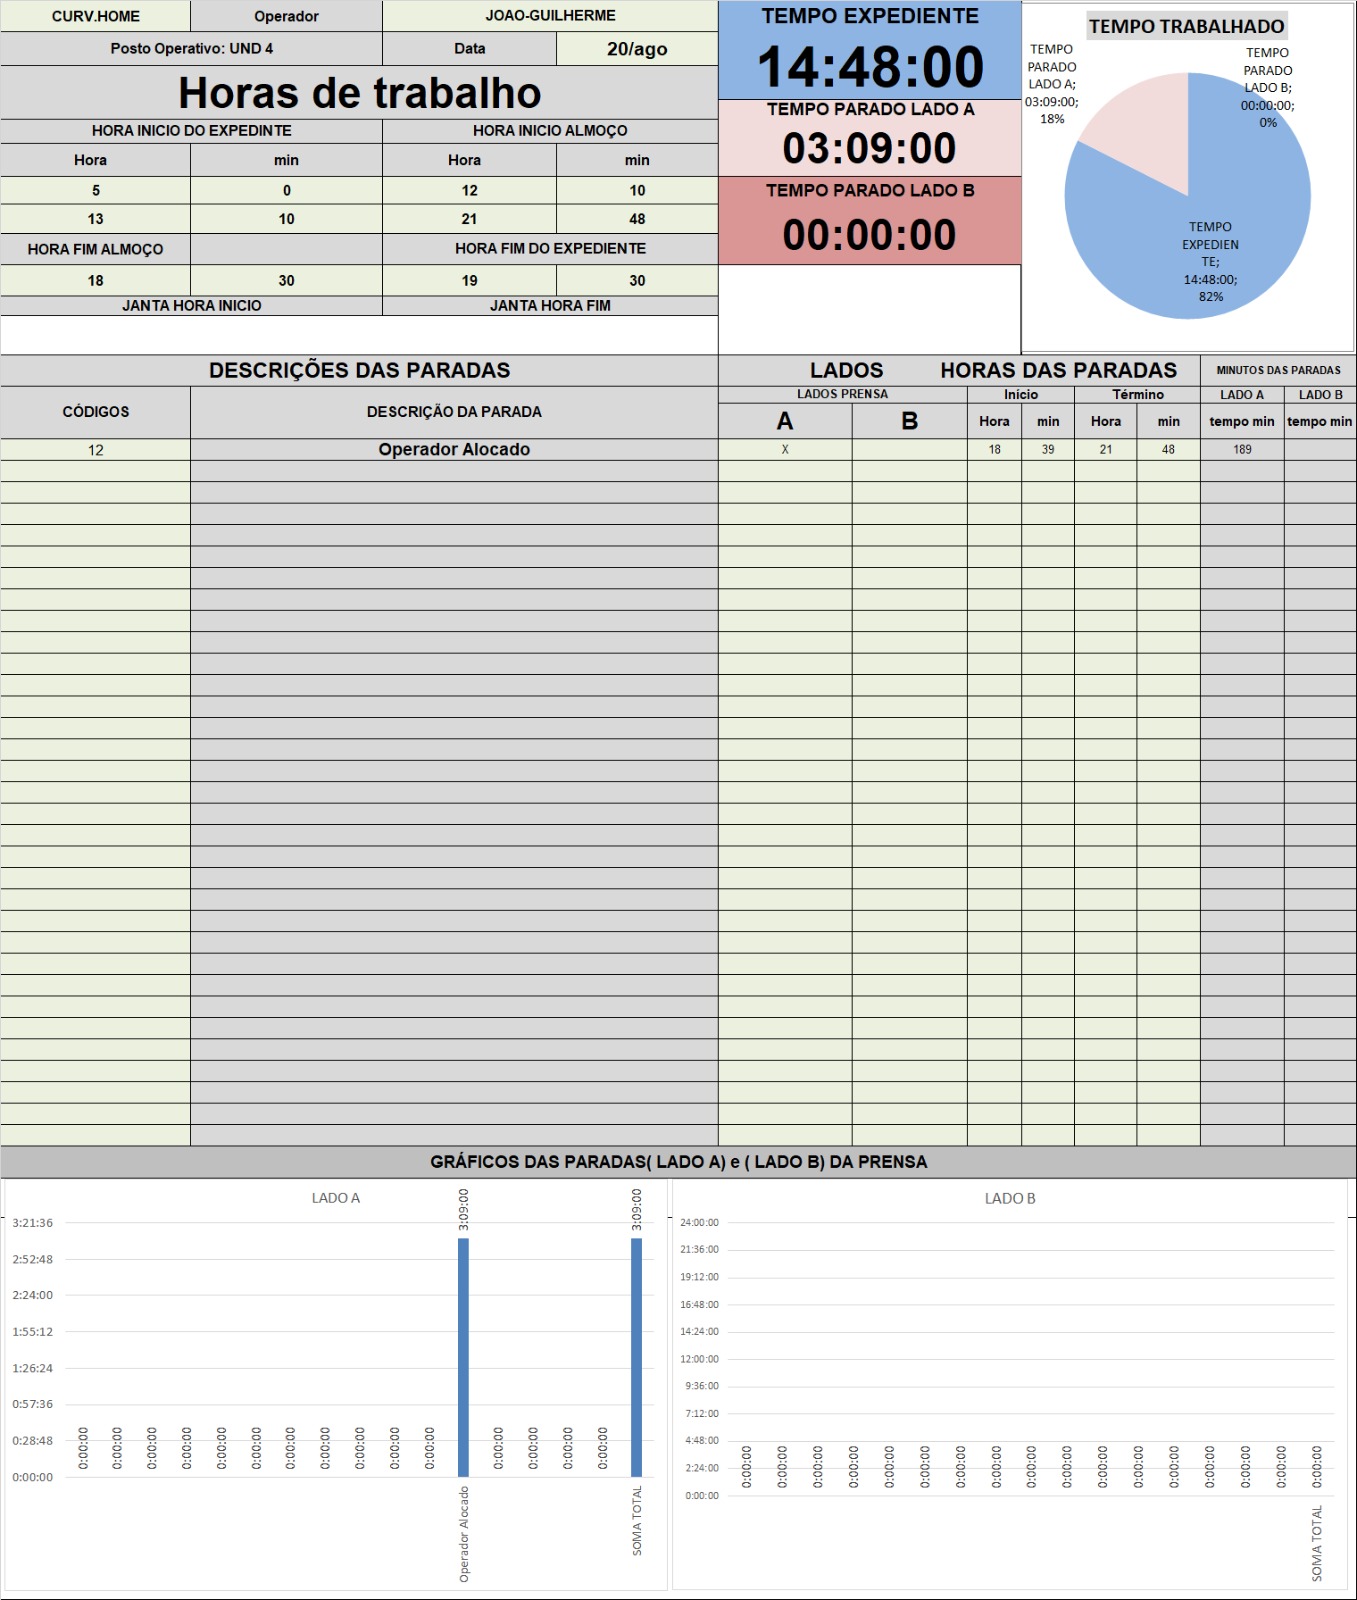 CURV.HOME Operador JOAO-GUILHERME
Posto Operativo: UND 4 Data 20/ago
Horas de trabalho
HORA INICIO DO EXPEDINTE HORA INICIO ALMOÇO
Hora min Hora min
5 0 12 10
13 10 21 48
HORA FIM ALMOÇO HORA FIM DO EXPEDIENTE
18 30 19 30
JANTA HORA INICIO JANTA HORA FIM
TEMPO EXPEDIENTE
14:48:00
TEMPO PARADO LADO A
03:09:00
TEMPO PARADO LADO B
00:00:00
TEMPO TRABALHADO
TEMPO
PARADO
LADO A;
03:09:00;
18%
TEMPO
PARADO
LADO B;
00:00:00;
0%
TEMPO
EXPEDIEN
TE;
14:48:00;
82%
DESCRIÇÕES DAS PARADAS LADOS HORAS DAS PARADAS MINUTOS DAS PARADAS
CÓDIGOS DESCRIÇÃO DA PARADA LADOS PRENSA Início Término LADO A LADO B
A B Hora min Hora min tempo min tempo min
12 Operador Alocado X 18 39 21 48 189
GRÁFICOS DAS PARADAS( LADO A) e ( LADO B) DA PRENSA
LADO A
3:21:36
2:52:48
2:24:00
1:55:12
1:26:24
0:57:36
0:28:48
0:00:00
0:00:00 0:00:00 0:00:00 0:00:00 0:00:00 0:00:00 0:00:00 0:00:00 0:00:00 0:00:00 0:00:00 3:09:00 0:00:00 0:00:00 0:00:00 0:00:00 3:09:00
Operador Alocado
SOMA TOTAL
LADO B
24:00:00
21:36:00
19:12:00
16:48:00
14:24:00
12:00:00
9:36:00
7:12:00
4:48:00
2:24:00
0:00:00
0:00:00 0:00:00 0:00:00 0:00:00 0:00:00 0:00:00 0:00:00 0:00:00 0:00:00 0:00:00 0:00:00 0:00:00 0:00:00 0:00:00 0:00:00 0:00:00 0:00:00
SOMA TOTAL